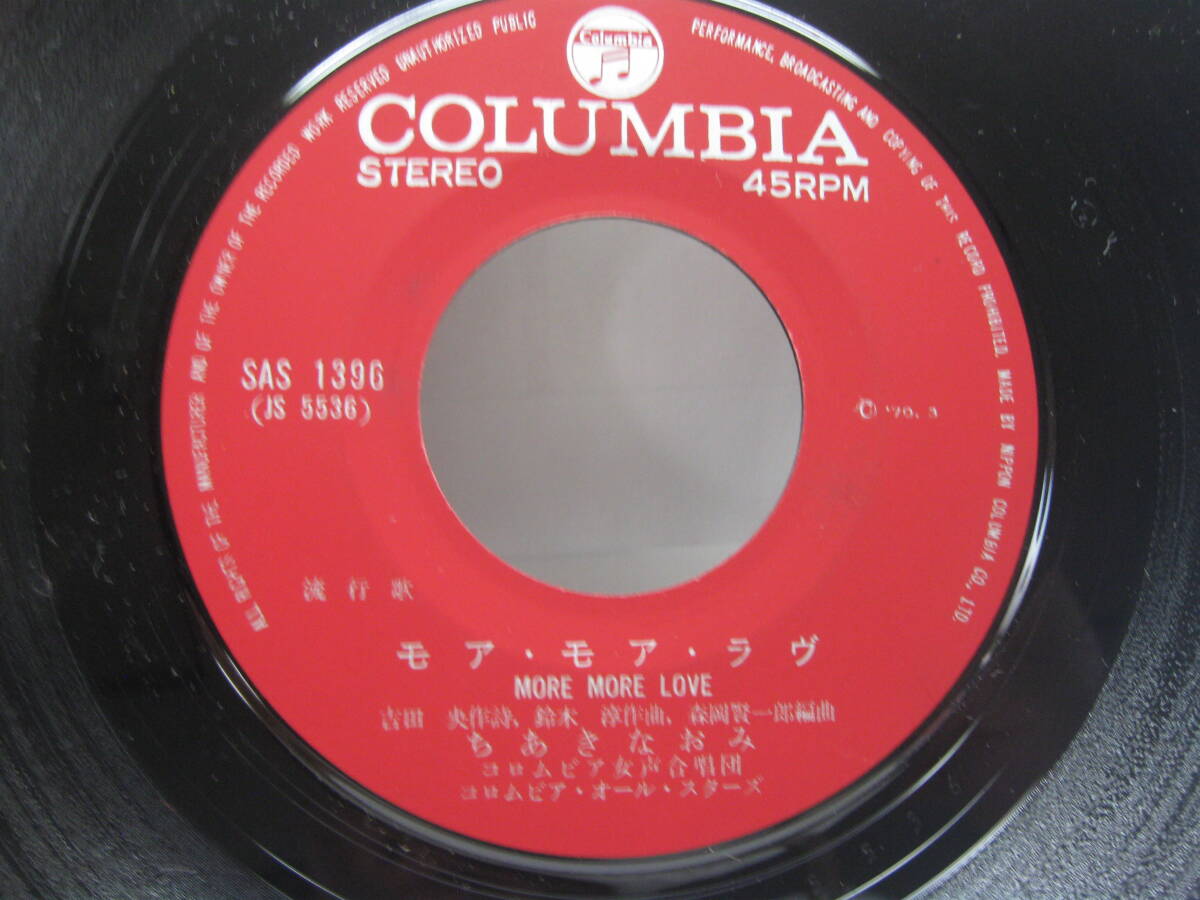 ALL RIGHTS OF THE MANUFACTURER AND OF THE OWNER OF THE RECORDED WORK RESERVED UNAUTHORIZED PUBLIC PERFORMANCE, BROADCASTING AND COPYING OF THIS RECORD PROHIBITED, MADE BY NIPPON COLUMBIA CO., LTD.
Columbia
COLUMBIA
STEREO 45RPM
SAS 1396
(JS 5536)
Ⓒ '70. 3
流行歌
モア・モア・ラヴ
MORE MORE LOVE
吉田 央作詩, 鈴木 淳作曲, 森岡賢一郎編曲
ちあきなおみ
コロムビア女声合唱団
コロムビア・オール・スターズ